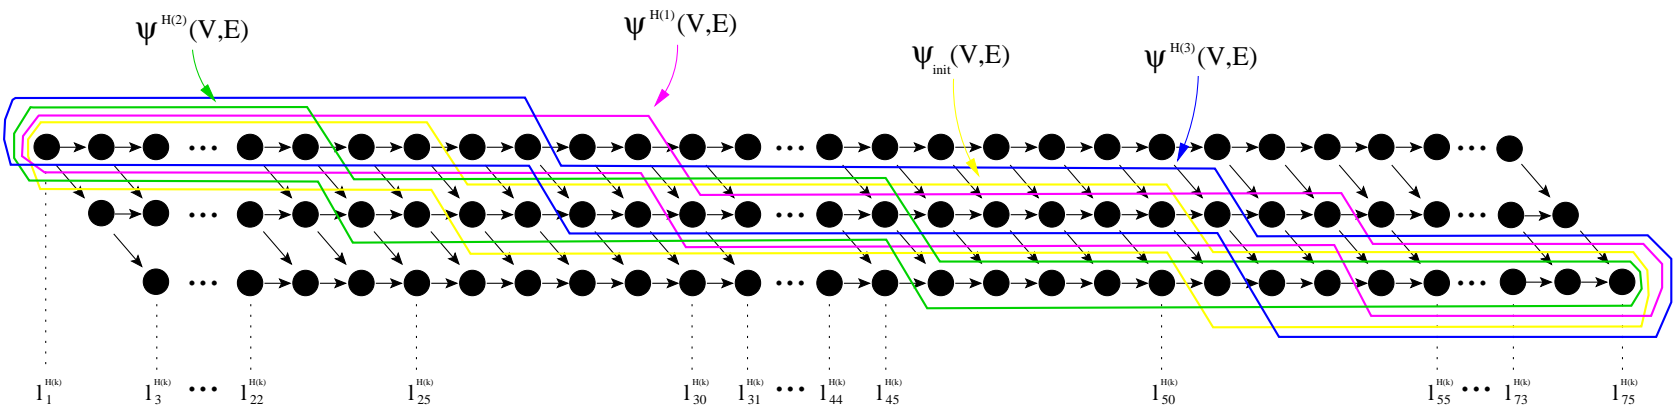 ψ^H(2)(V,E)
ψ^H(1)(V,E)
ψ_init(V,E)
ψ^H(3)(V,E)
l_1^H(k) l_3^H(k) ••• l_22^H(k) l_25^H(k) l_30^H(k) l_31^H(k) ••• l_44^H(k) l_45^H(k) l_50^H(k) l_55^H(k) ••• l_73^H(k) l_75^H(k)